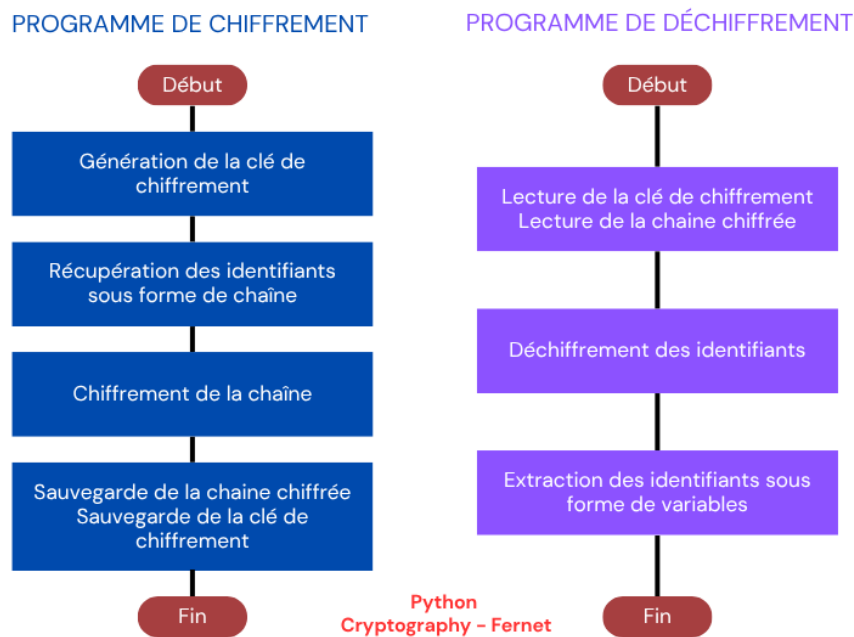 PROGRAMME DE CHIFFREMENT
Début
Génération de la clé de
chiffrement
Récupération des identifiants
sous forme de chaîne
Chiffrement de la chaîne
Sauvegarde de la chaine chiffrée
Sauvegarde de la clé de
chiffrement
Fin
PROGRAMME DE DÉCHIFFREMENT
Début
Lecture de la clé de chiffrement
Lecture de la chaine chiffrée
Déchiffrement des identifiants
Extraction des identifiants sous
forme de variables
Fin
Python
Cryptography - Fernet